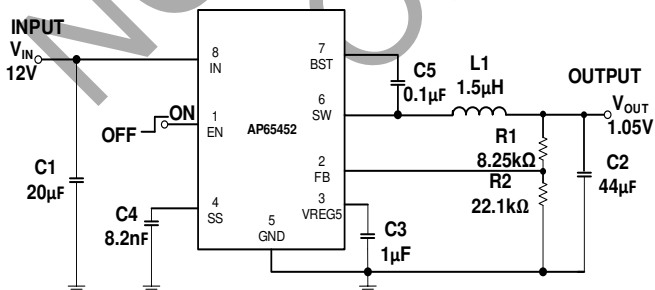 INPUT
VIN
12V
8
IN
7
BST
C5
0.1µF
L1
1.5µH
OUTPUT
VOUT
1.05V
ON
OFF
1
EN
AP65452
6
SW
R1
8.25kΩ
C1
20µF
2
FB
R2
22.1kΩ
C2
44µF
C4
8.2nF
4
SS
5
GND
3
VREG5
C3
1µF